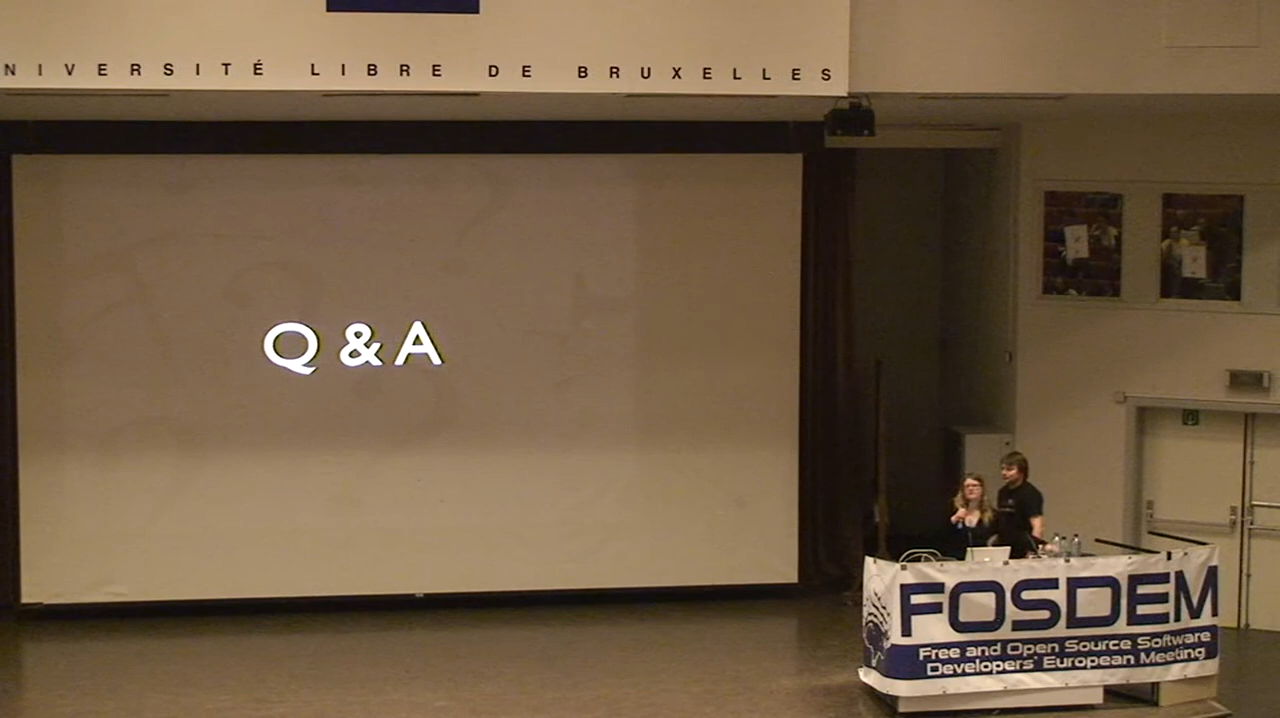 NIVERSITÉ LIBRE DE BRUXELLES
Q & A
FOSDEM
Free and Open Source Software
Developers' European Meeting